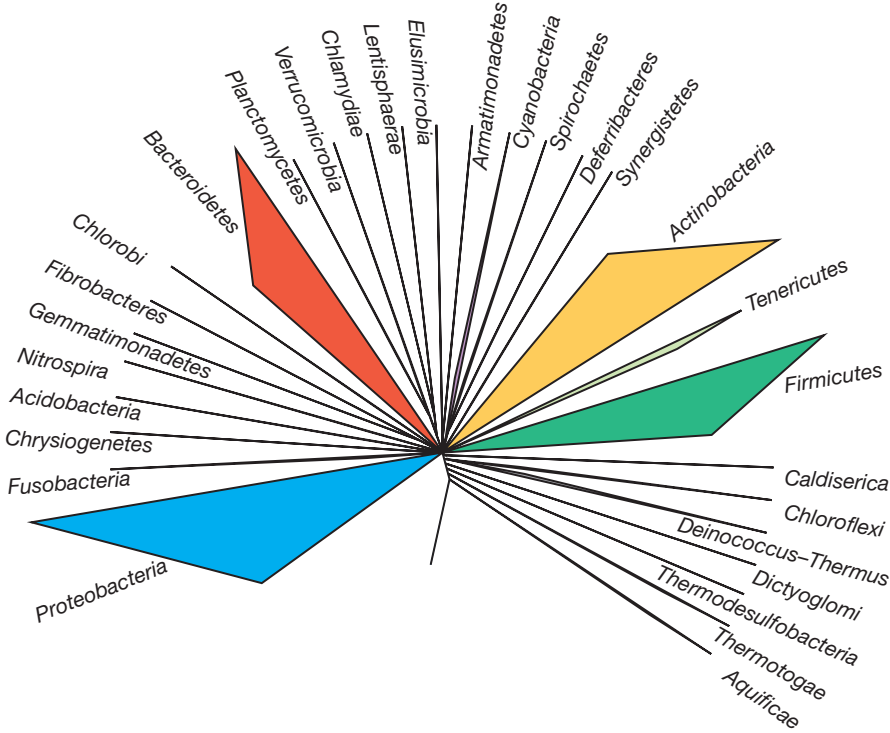 Proteobacteria
Fusobacteria
Chrysiogenetes
Acidobacteria
Nitrospira
Gemmatimonadetes
Fibrobacteres
Chlorobi
Bacteroidetes
Planctomycetes
Verrucomicrobia
Chlamydiae
Lentisphaerae
Elusimicrobia
Armatimonadetes
Cyanobacteria
Spirochaetes
Deferribacteres
Synergistetes
Actinobacteria
Tenericutes
Firmicutes
Caldiserica
Chloroflexi
Deinococcus–Thermus
Dictyoglomi
Thermodesulfobacteria
Thermotogae
Aquificae